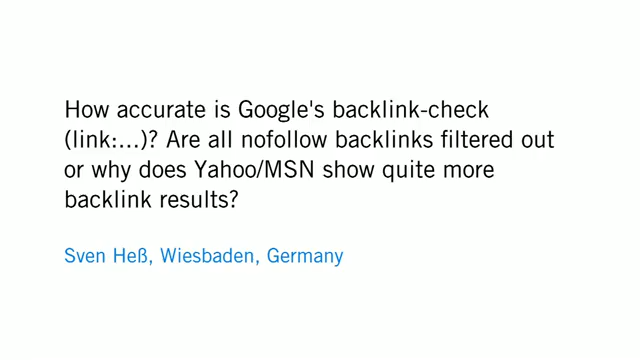 How accurate is Google's backlink-check
(link:...)? Are all nofollow backlinks filtered out
or why does Yahoo/MSN show quite more
backlink results?
Sven Heß, Wiesbaden, Germany